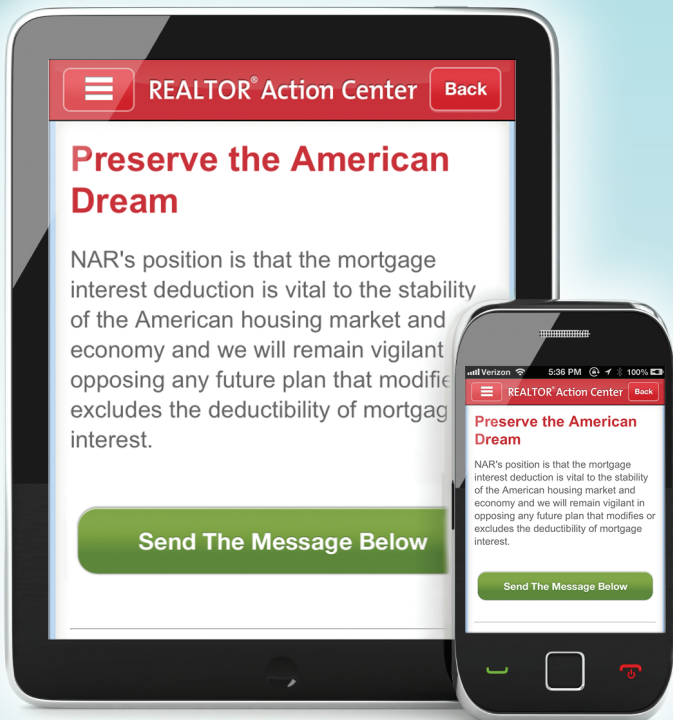 REALTOR® Action Center Back
Preserve the American
Dream
NAR's position is that the mortgage
interest deduction is vital to the stability
of the American housing market and
economy and we will remain vigilant
opposing any future plan that modifie
excludes the deductibility of mortgag
interest.
Send The Message Below
Verizon 5:36 PM 100%
REALTOR® Action Center Back
Preserve the American
Dream
NAR's position is that the mortgage
interest deduction is vital to the stability
of the American housing market and
economy and we will remain vigilant in
opposing any future plan that modifies or
excludes the deductibility of mortgage
interest.
Send The Message Below